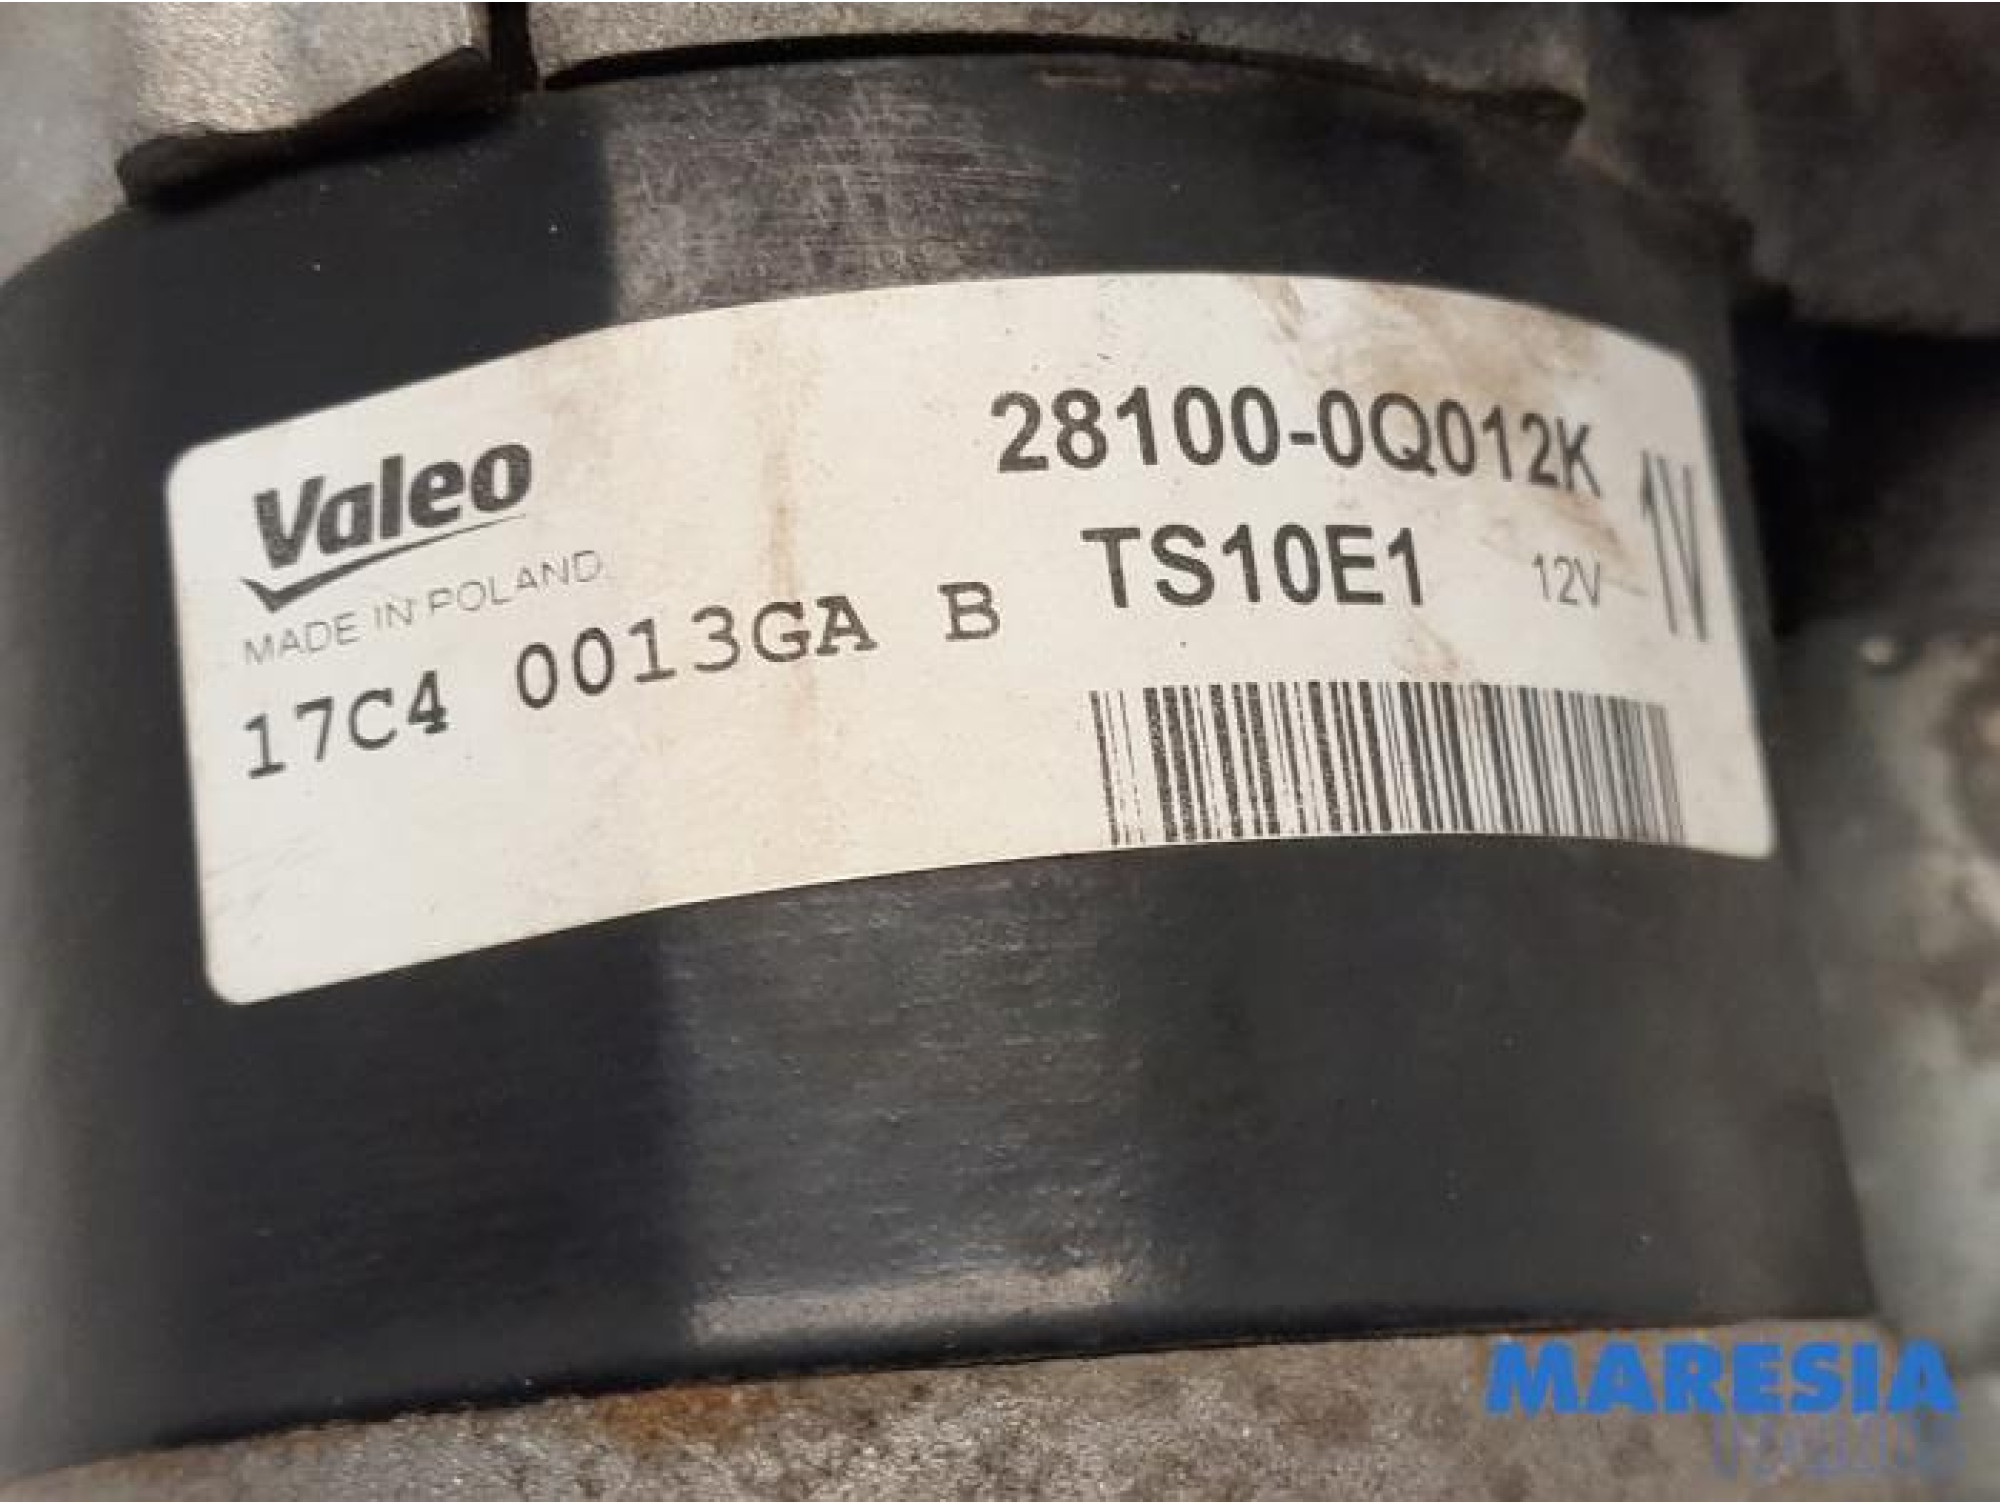 Valeo
MADE IN POLAND
17C4 0013GA B
28100-0Q012K
TS10E1 12V
1V
MARESIA